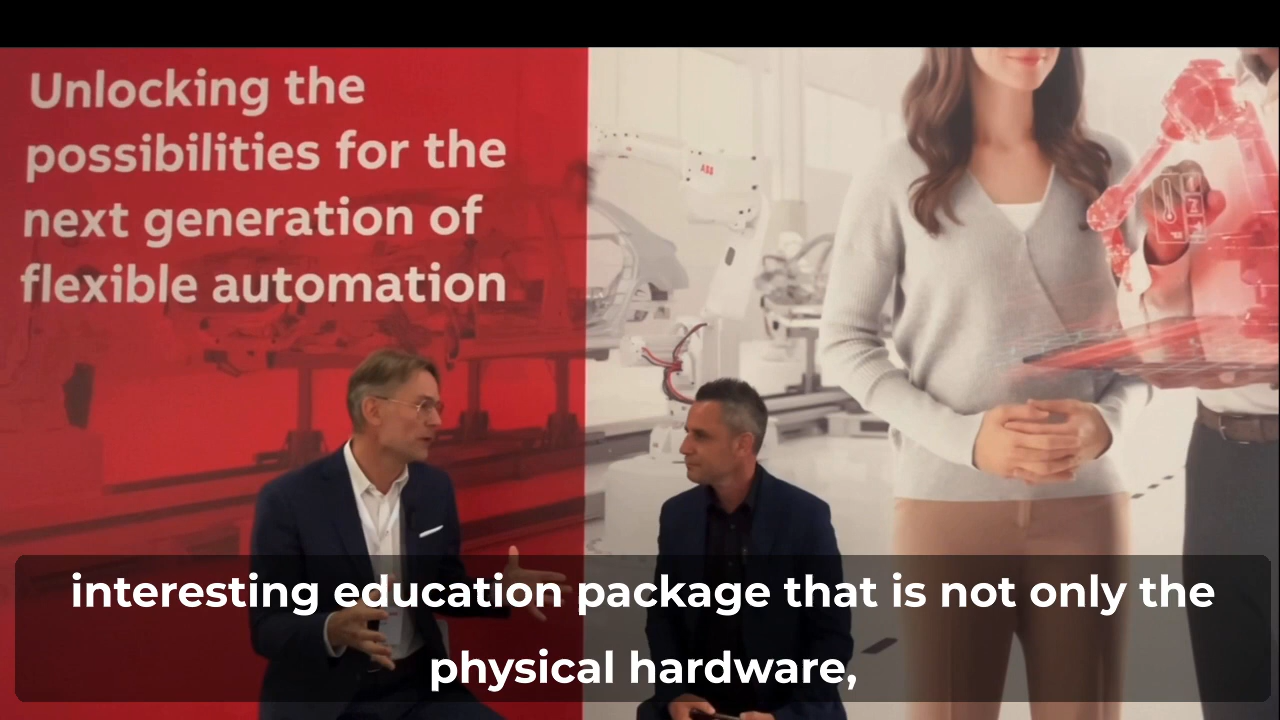 Unlocking the
possibilities for the
next generation of
flexible automation
ABB
interesting education package that is not only the
physical hardware,